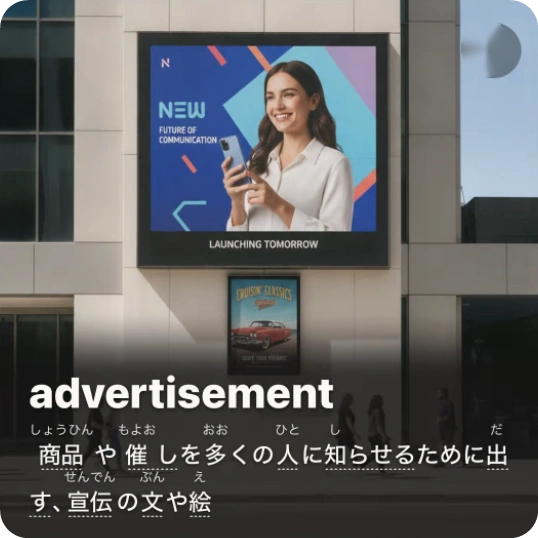 NEW
FUTURE OF
COMMUNICATION
LAUNCHING TOMORROW
CRUISIN' CLASSICS
advertisement
しょうひん もよお おお ひと し だ
商品や催しを多くの人に知らせるために出
せんでん ぶん え
す、宣伝の文や絵